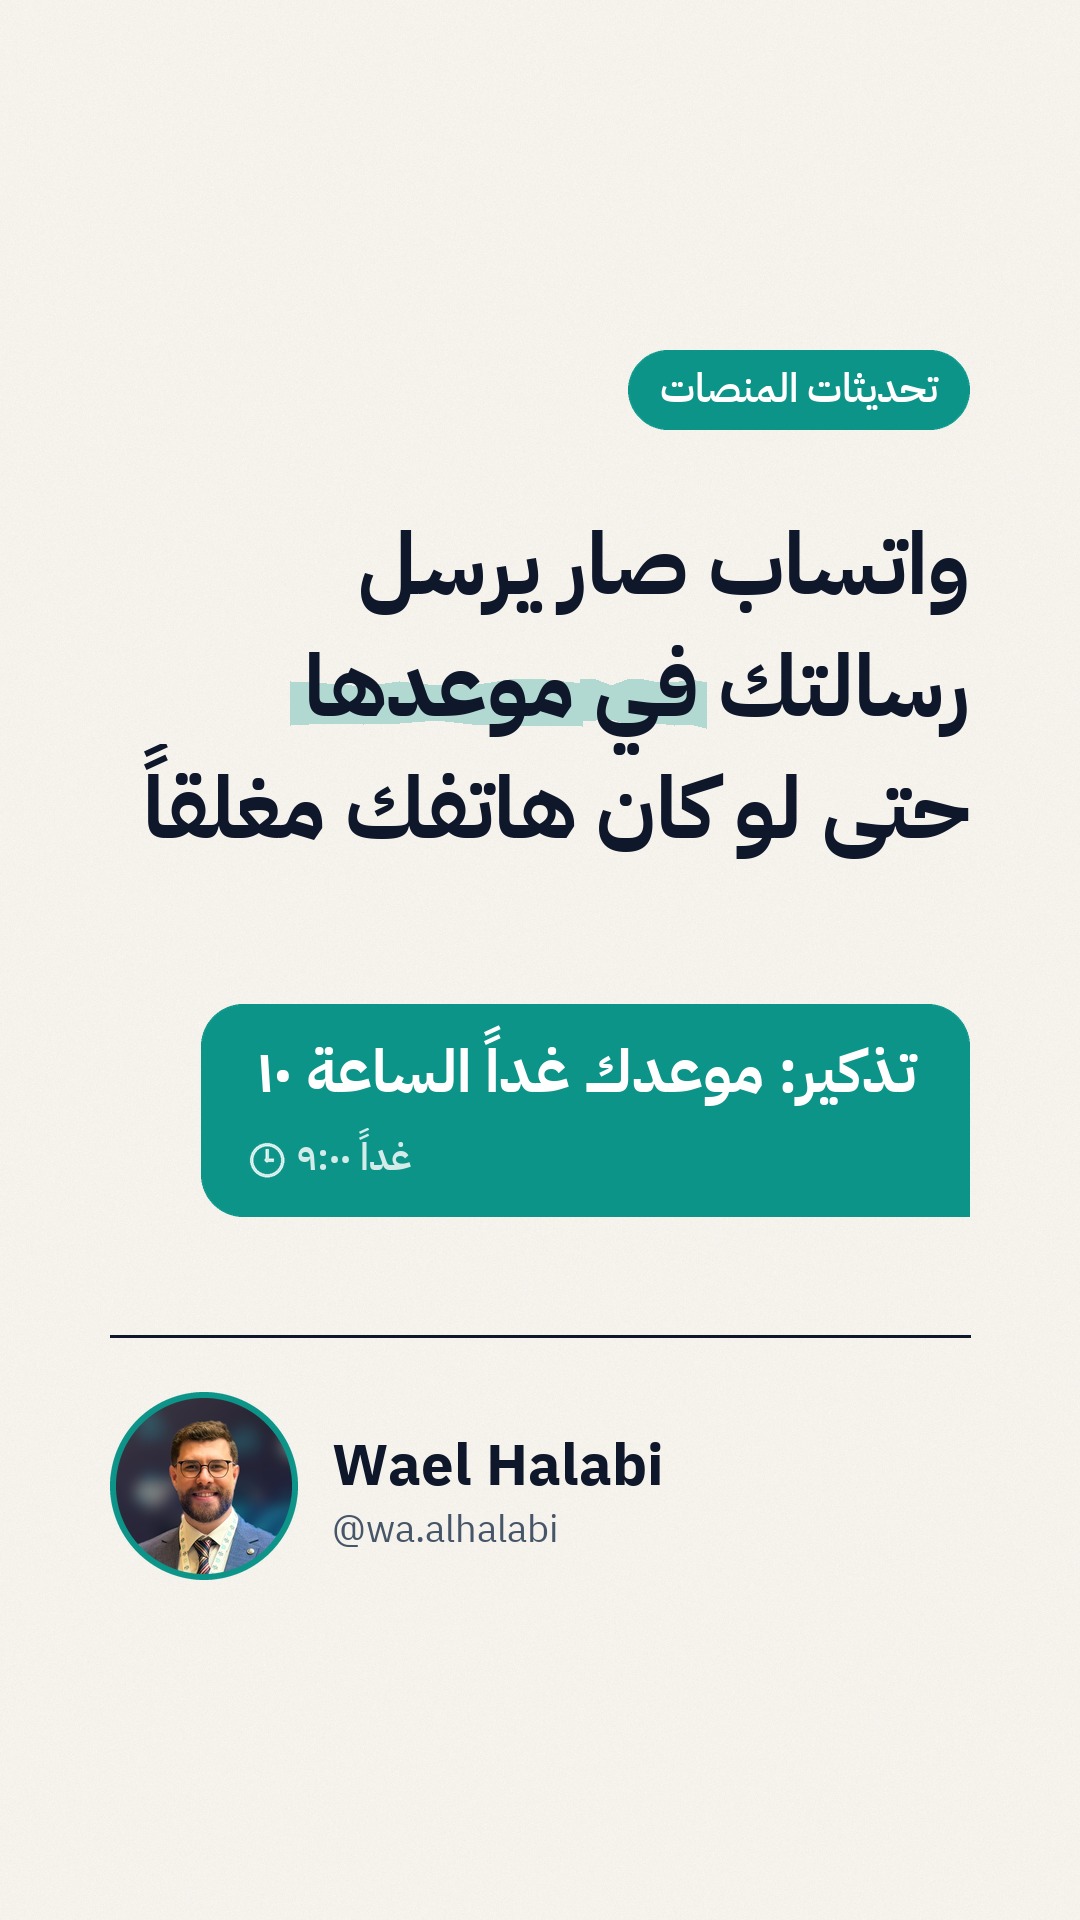 تحديثات المنصات
واتساب صار يرسل
رسالتك في موعدها
حتى لو كان هاتفك مغلقاً
تذكير: موعدك غداً الساعة ١٠
غداً ٩:٠٠
Wael Halabi
@wa.alhalabi